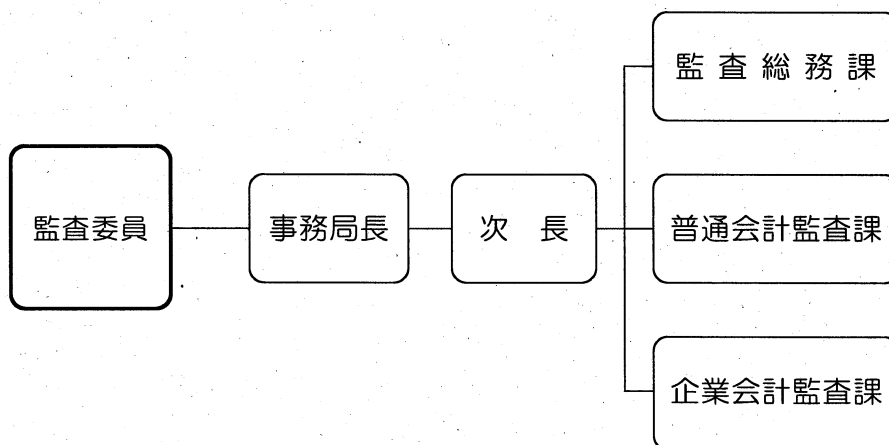 監査総務課
監査委員
事務局長
次長
普通会計監査課
企業会計監査課